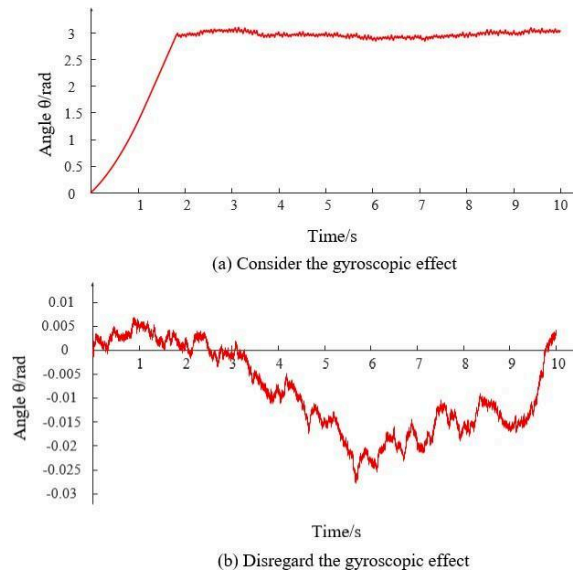 3
2.5
2
1.5
1
0.5
0
Angle θ/rad
1 2 3 4 5 6 7 8 9 10
Time/s
(a) Consider the gyroscopic effect
0.01
0.005
0
-0.005
-0.01
-0.015
-0.02
-0.025
-0.03
Angle θ/rad
1 2 3 4 5 6 7 8 9 10
Time/s
(b) Disregard the gyroscopic effect